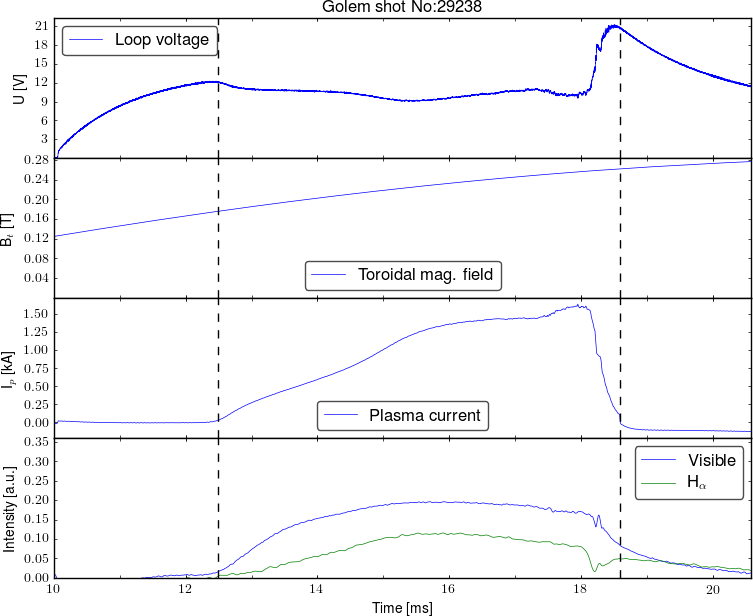 Golem shot No:29238
21
18
15
12
9
6
3
U [V]
Loop voltage
0.28
0.24
0.20
0.16
0.12
0.08
0.04
Bt [T]
Toroidal mag. field
1.50
1.25
1.00
0.75
0.50
0.25
0.00
Ip [kA]
Plasma current
0.35
0.30
0.25
0.20
0.15
0.10
0.05
0.00
Intensity [a.u.]
Visible
Hα
10 12 14 16 18 20
Time [ms]